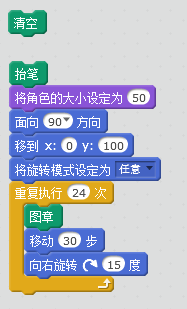 清空
抬笔
将角色的大小设定为 50
面向 90 方向
移到 x: 0 y: 100
将旋转模式设定为 任意
重复执行 24 次
图章
移动 30 步
向右旋转 15 度